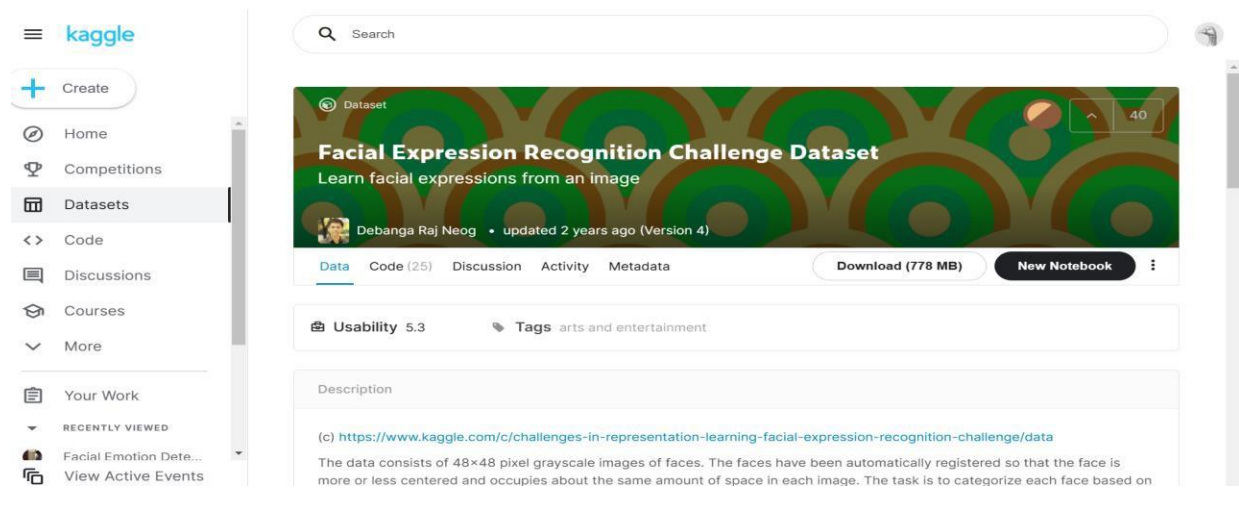 kaggle
Search
Create
Home
Competitions
Datasets
Code
Discussions
Courses
More
Your Work
RECENTLY VIEWED
Facial Emotion Dete...
View Active Events
Dataset
40
Facial Expression Recognition Challenge Dataset
Learn facial expressions from an image
Debanga Raj Neog • updated 2 years ago (Version 4)
Data Code (25) Discussion Activity Metadata Download (778 MB) New Notebook
Usability 5.3 Tags arts and entertainment
Description
(c) https://www.kaggle.com/c/challenges-in-representation-learning-facial-expression-recognition-challenge/data
The data consists of 48×48 pixel grayscale images of faces. The faces have been automatically registered so that the face is
more or less centered and occupies about the same amount of space in each image. The task is to categorize each face based on